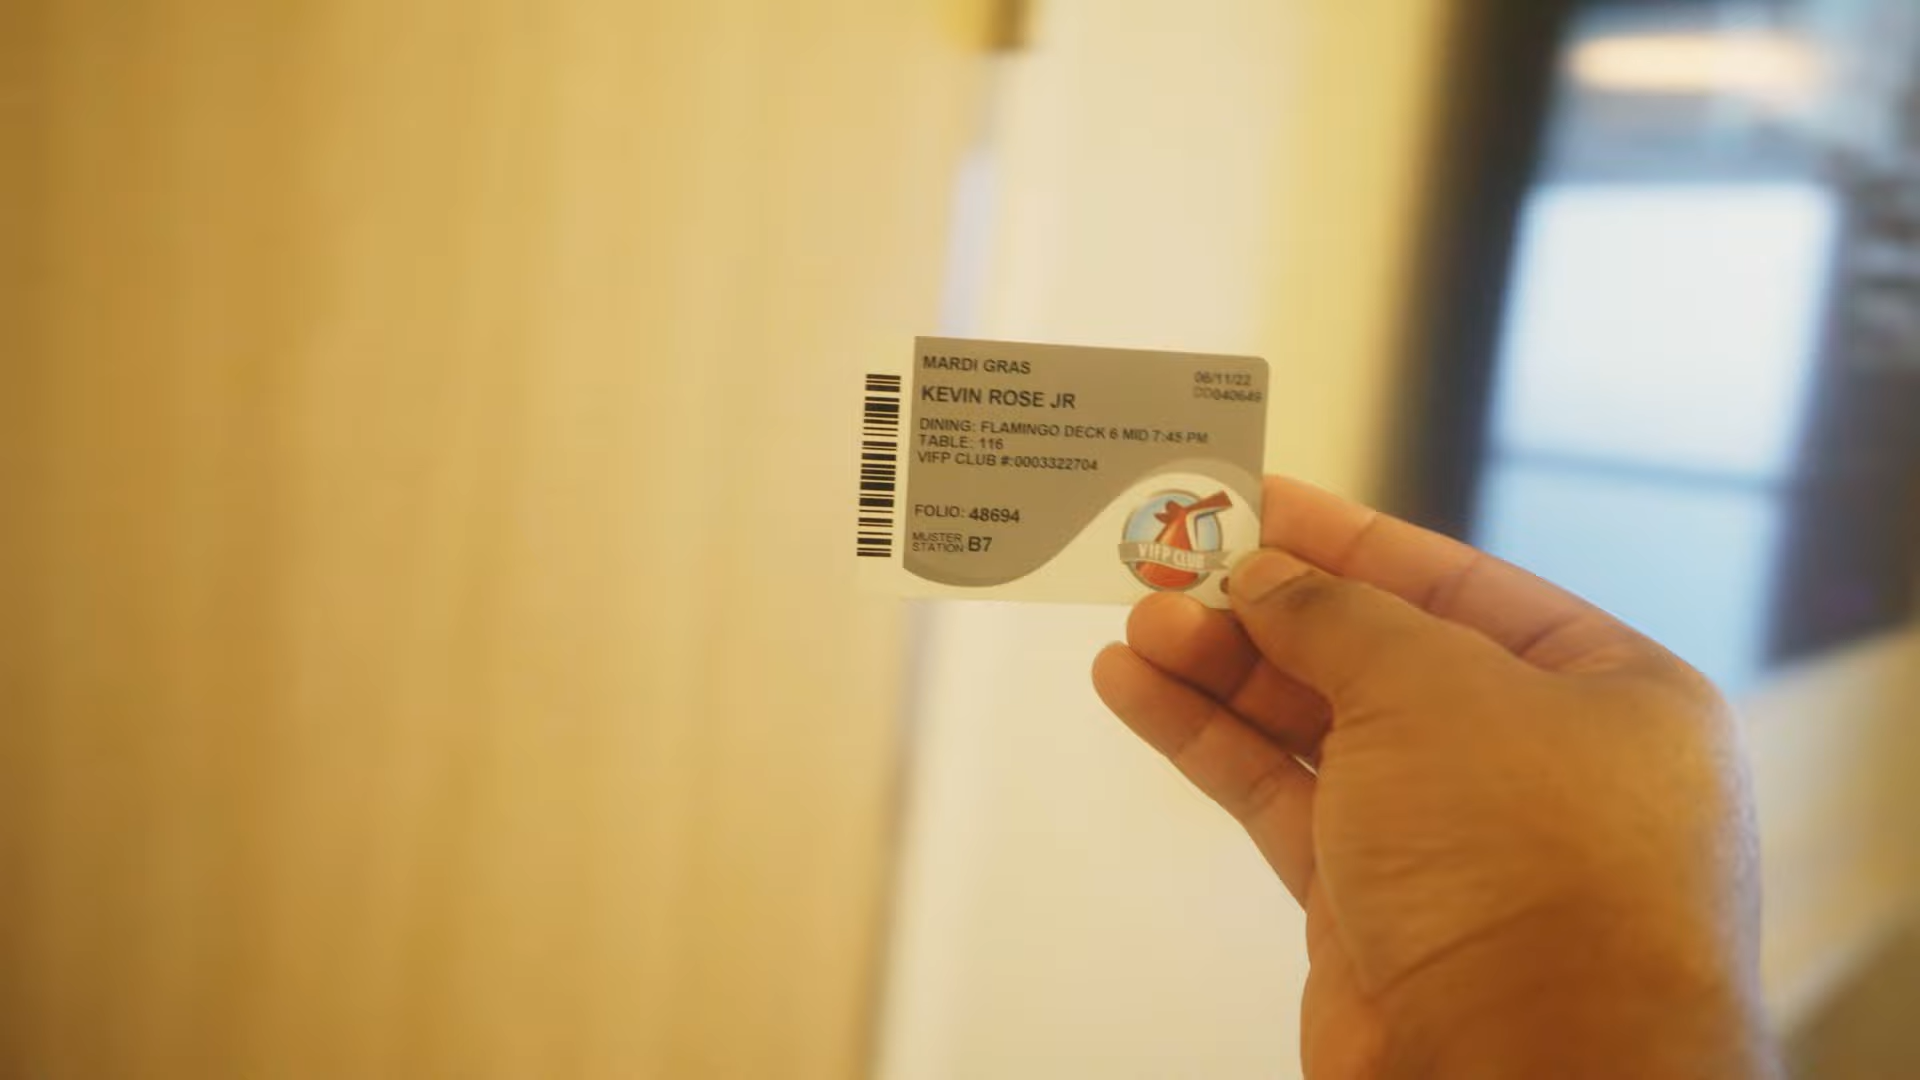 MARDI GRAS
06/11/22
KEVIN ROSE JR
DINING: FLAMINGO DECK 6 MID 7:45 PM
TABLE: 116
VIFP CLUB #:0003322704
FOLIO: 48694
MUSTER
STATION B7
VIFP CLUB